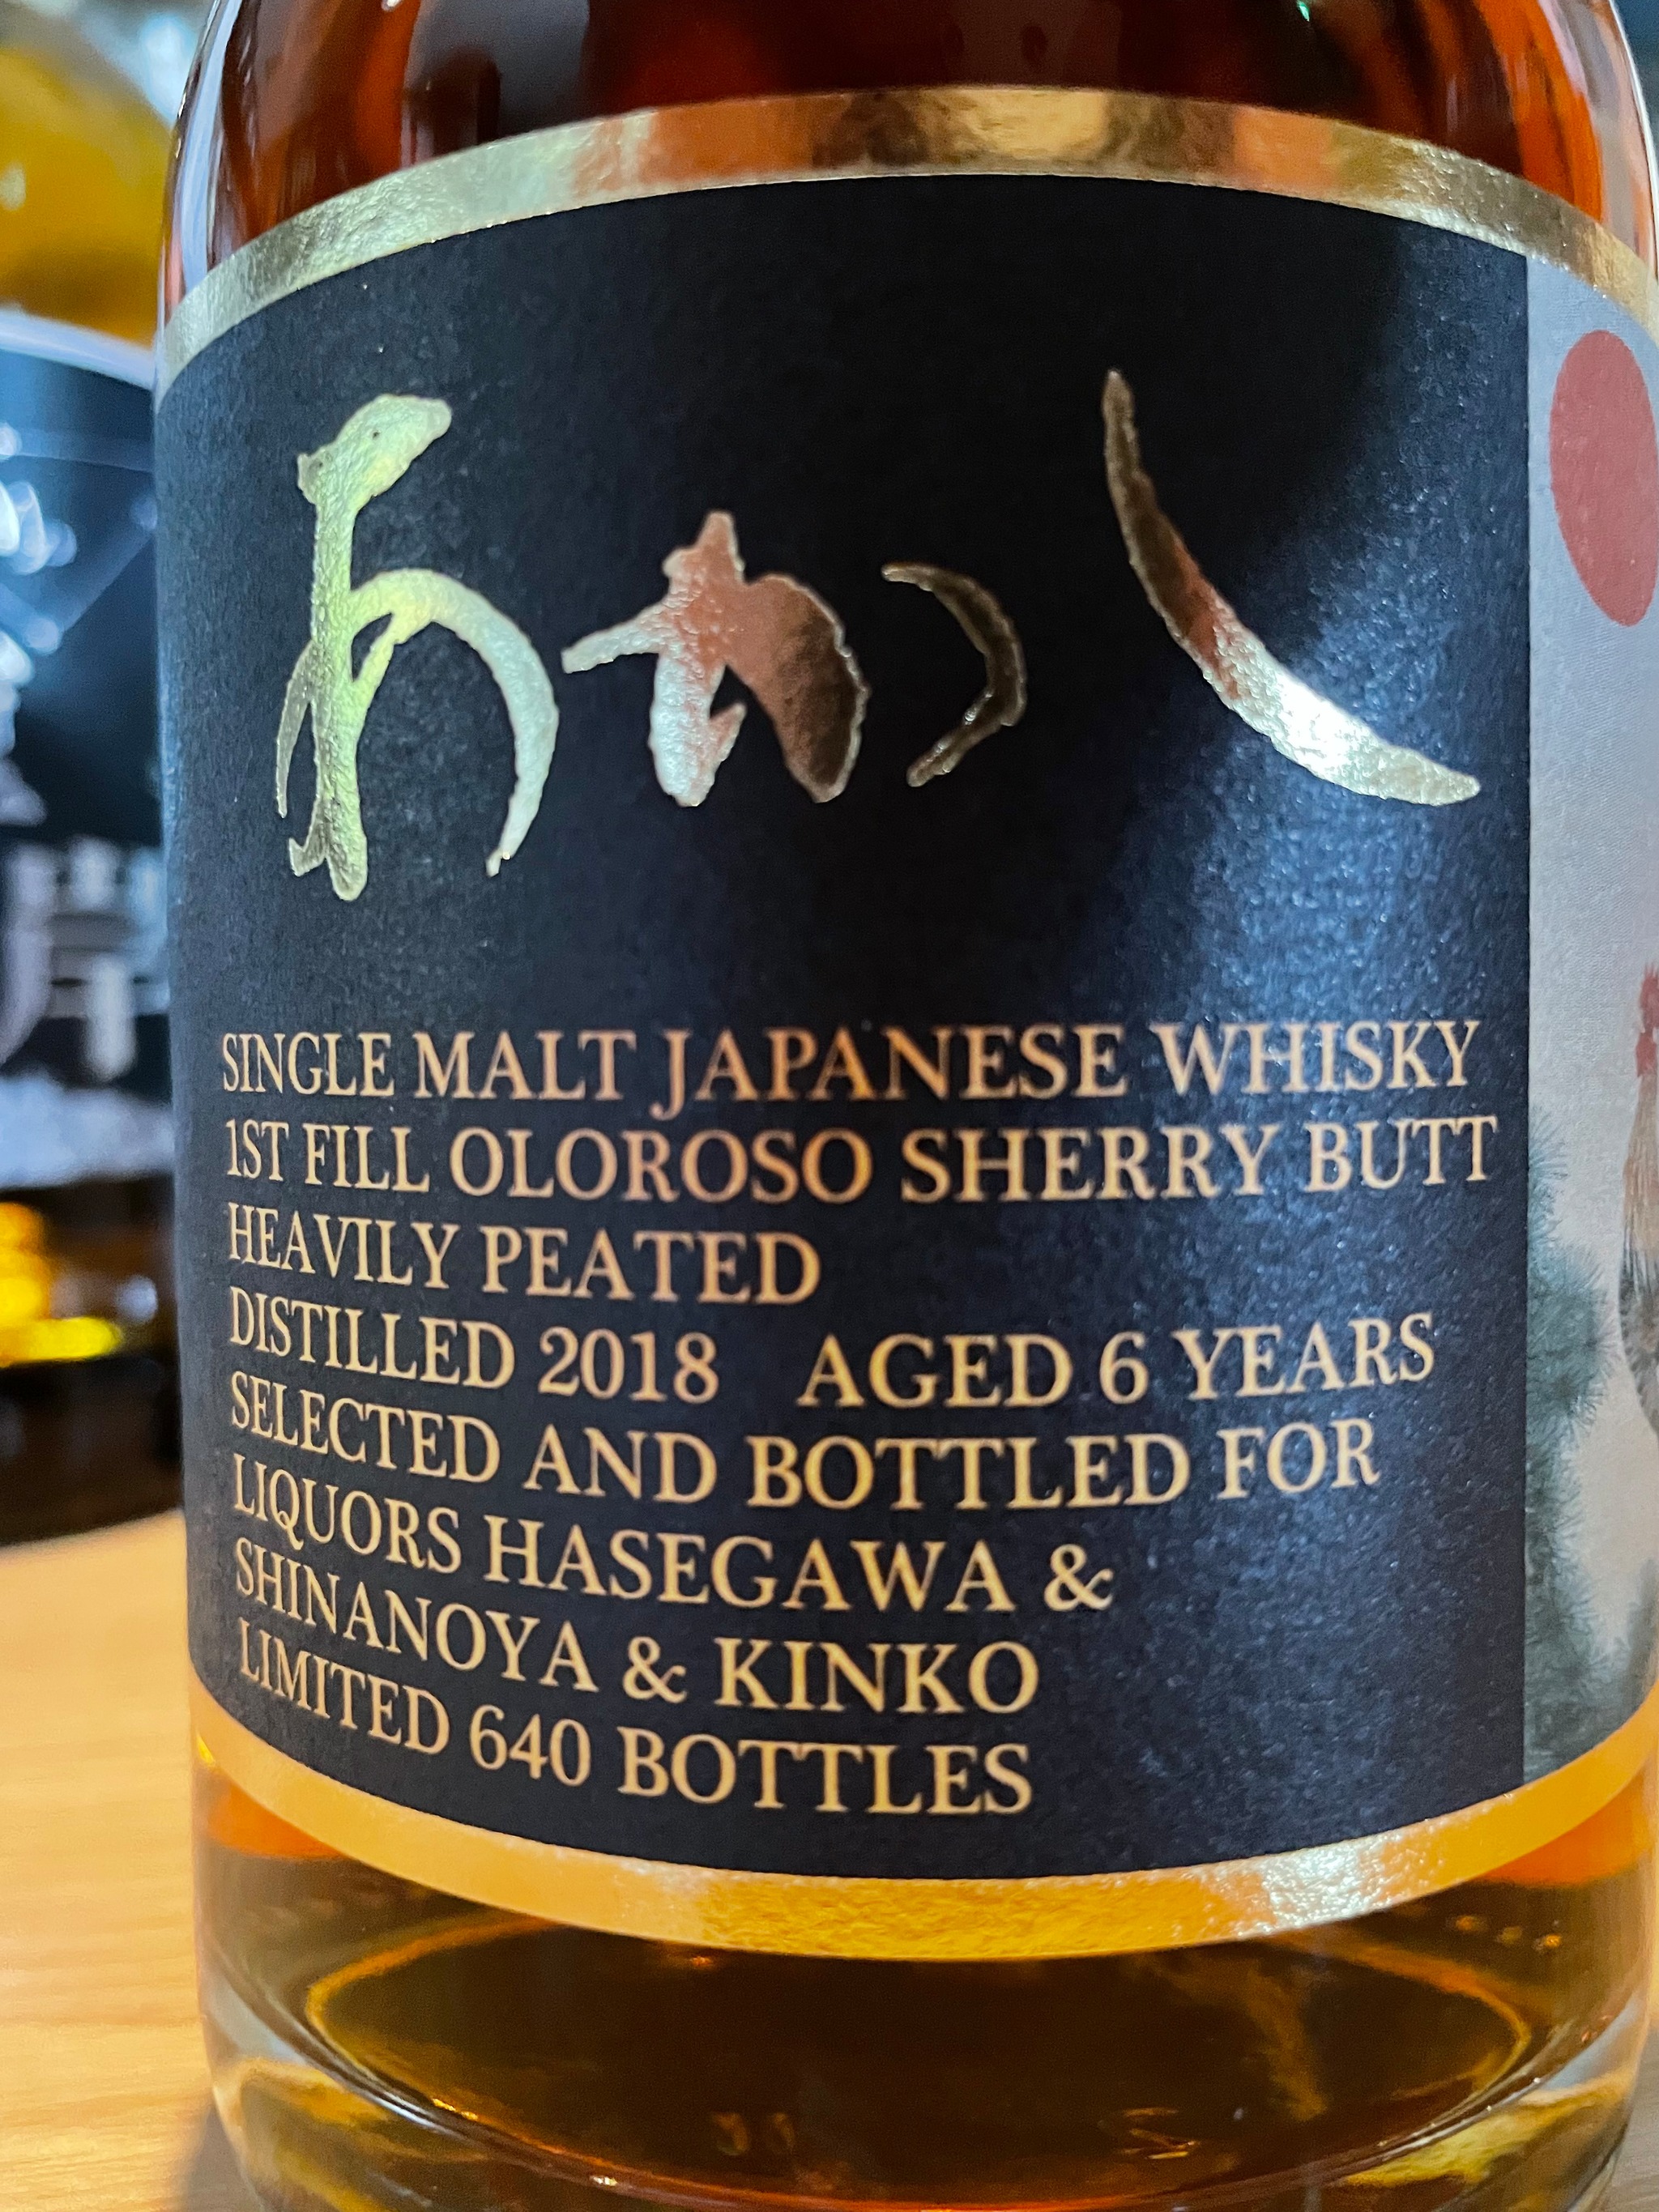 あかし
SINGLE MALT JAPANESE WHISKY
1ST FILL OLOROSO SHERRY BUTT
HEAVILY PEATED
DISTILLED 2018 AGED 6 YEARS
SELECTED AND BOTTLED FOR
LIQUORS HASEGAWA &
SHINANOYA & KINKO
LIMITED 640 BOTTLES